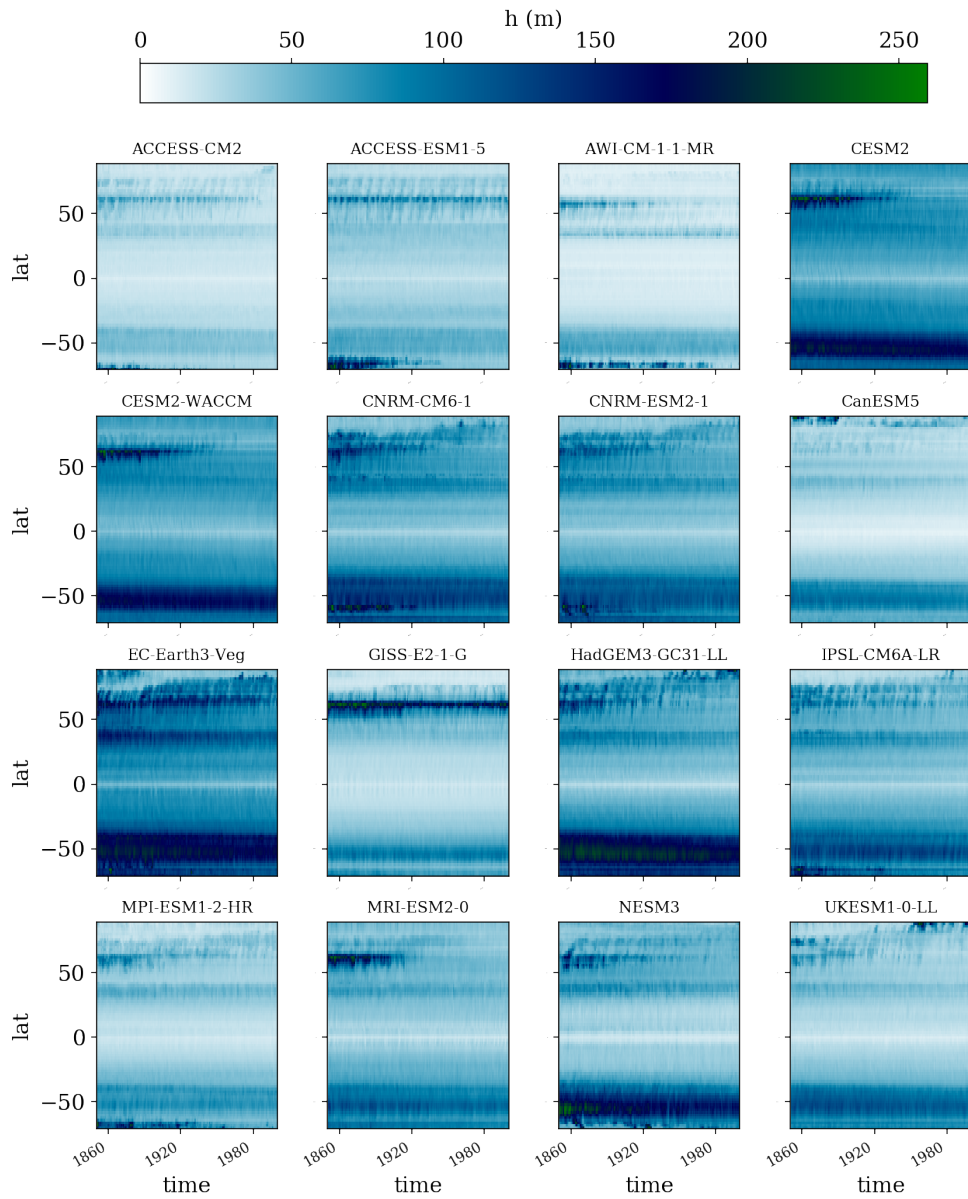 h (m)
0 50 100 150 200 250
ACCESS-CM2 ACCESS-ESM1-5 AWI-CM-1-1-MR CESM2
lat
50
0
−50
CESM2-WACCM CNRM-CM6-1 CNRM-ESM2-1 CanESM5
lat
50
0
−50
EC-Earth3-Veg GISS-E2-1-G HadGEM3-GC31-LL IPSL-CM6A-LR
lat
50
0
−50
MPI-ESM1-2-HR MRI-ESM2-0 NESM3 UKESM1-0-LL
lat
50
0
−50
1860 1920 1980 1860 1920 1980 1860 1920 1980 1860 1920 1980
time time time time